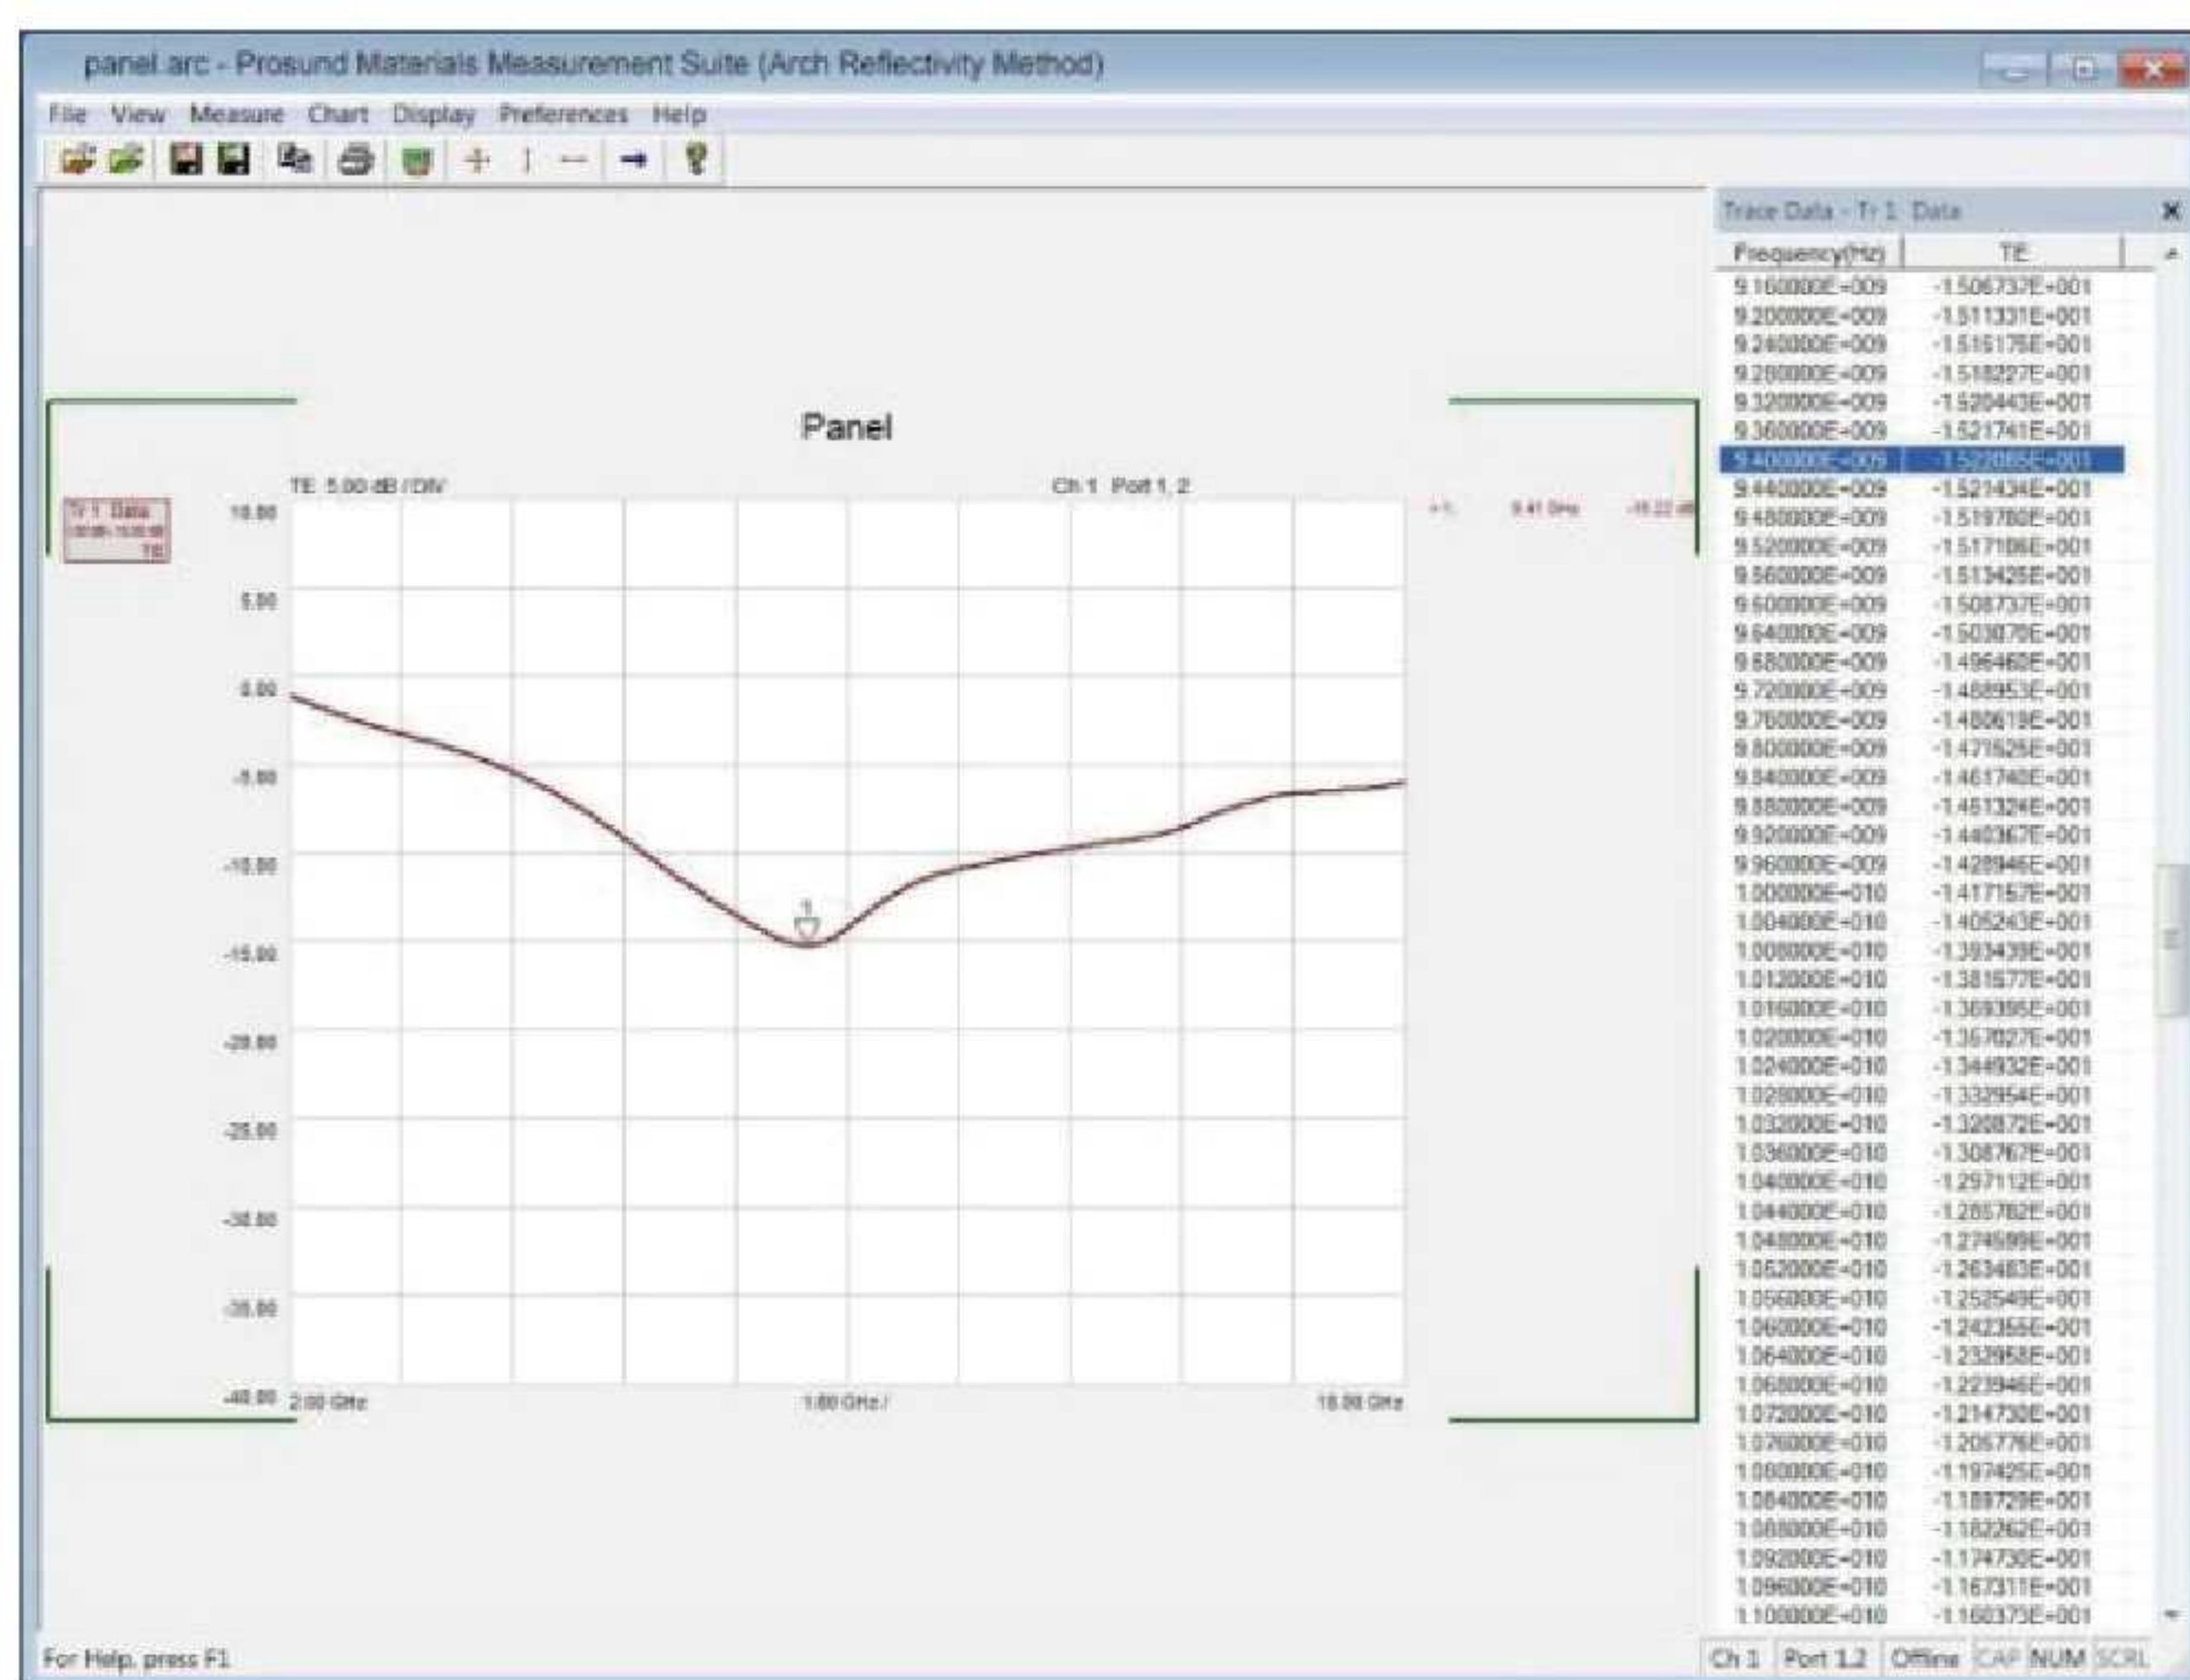 panel.arc - Prosund Materials Measurement Suite (Arch Reflectivity Method)
File View Measure Chart Display Preferences Help
Trace Data - Tr 1 Data
Frequency(Hz) TE
9.160000E+009 -1.506737E+001
9.200000E+009 -1.511331E+001
9.240000E+009 -1.515175E+001
9.280000E+009 -1.518227E+001
9.320000E+009 -1.520443E+001
9.360000E+009 -1.521741E+001
9.400000E+009 -1.522085E+001
9.440000E+009 -1.521434E+001
9.480000E+009 -1.519780E+001
9.520000E+009 -1.517106E+001
9.560000E+009 -1.513425E+001
9.600000E+009 -1.508737E+001
9.640000E+009 -1.503070E+001
9.680000E+009 -1.496460E+001
9.720000E+009 -1.488953E+001
9.760000E+009 -1.480619E+001
9.800000E+009 -1.471525E+001
9.840000E+009 -1.461740E+001
9.880000E+009 -1.451324E+001
9.920000E+009 -1.440367E+001
9.960000E+009 -1.428946E+001
1.000000E+010 -1.417157E+001
1.004000E+010 -1.405243E+001
1.008000E+010 -1.393439E+001
1.012000E+010 -1.381577E+001
1.016000E+010 -1.369395E+001
1.020000E+010 -1.357027E+001
1.024000E+010 -1.344932E+001
1.028000E+010 -1.332954E+001
1.032000E+010 -1.320872E+001
1.036000E+010 -1.308767E+001
1.040000E+010 -1.297112E+001
1.044000E+010 -1.285782E+001
1.048000E+010 -1.274599E+001
1.052000E+010 -1.263483E+001
1.056000E+010 -1.252549E+001
1.060000E+010 -1.242355E+001
1.064000E+010 -1.232958E+001
1.068000E+010 -1.223946E+001
1.072000E+010 -1.214730E+001
1.076000E+010 -1.205776E+001
1.080000E+010 -1.197425E+001
1.084000E+010 -1.189729E+001
1.088000E+010 -1.182262E+001
1.092000E+010 -1.174730E+001
1.096000E+010 -1.167311E+001
1.100000E+010 -1.160373E+001
Panel
TE 5.00 dB / DIV Ch 1 Port 1, 2
Tr 1 Data
TE
1 9.41 GHz -15.22 dB
10.00
5.00
0.00
-5.00
-10.00
1
-15.00
-20.00
-25.00
-30.00
-35.00
-40.00
2.00 GHz 1.60 GHz / 18.00 GHz
For Help, press F1
Ch 1 Port 1,2 Offline CAP NUM SCRL